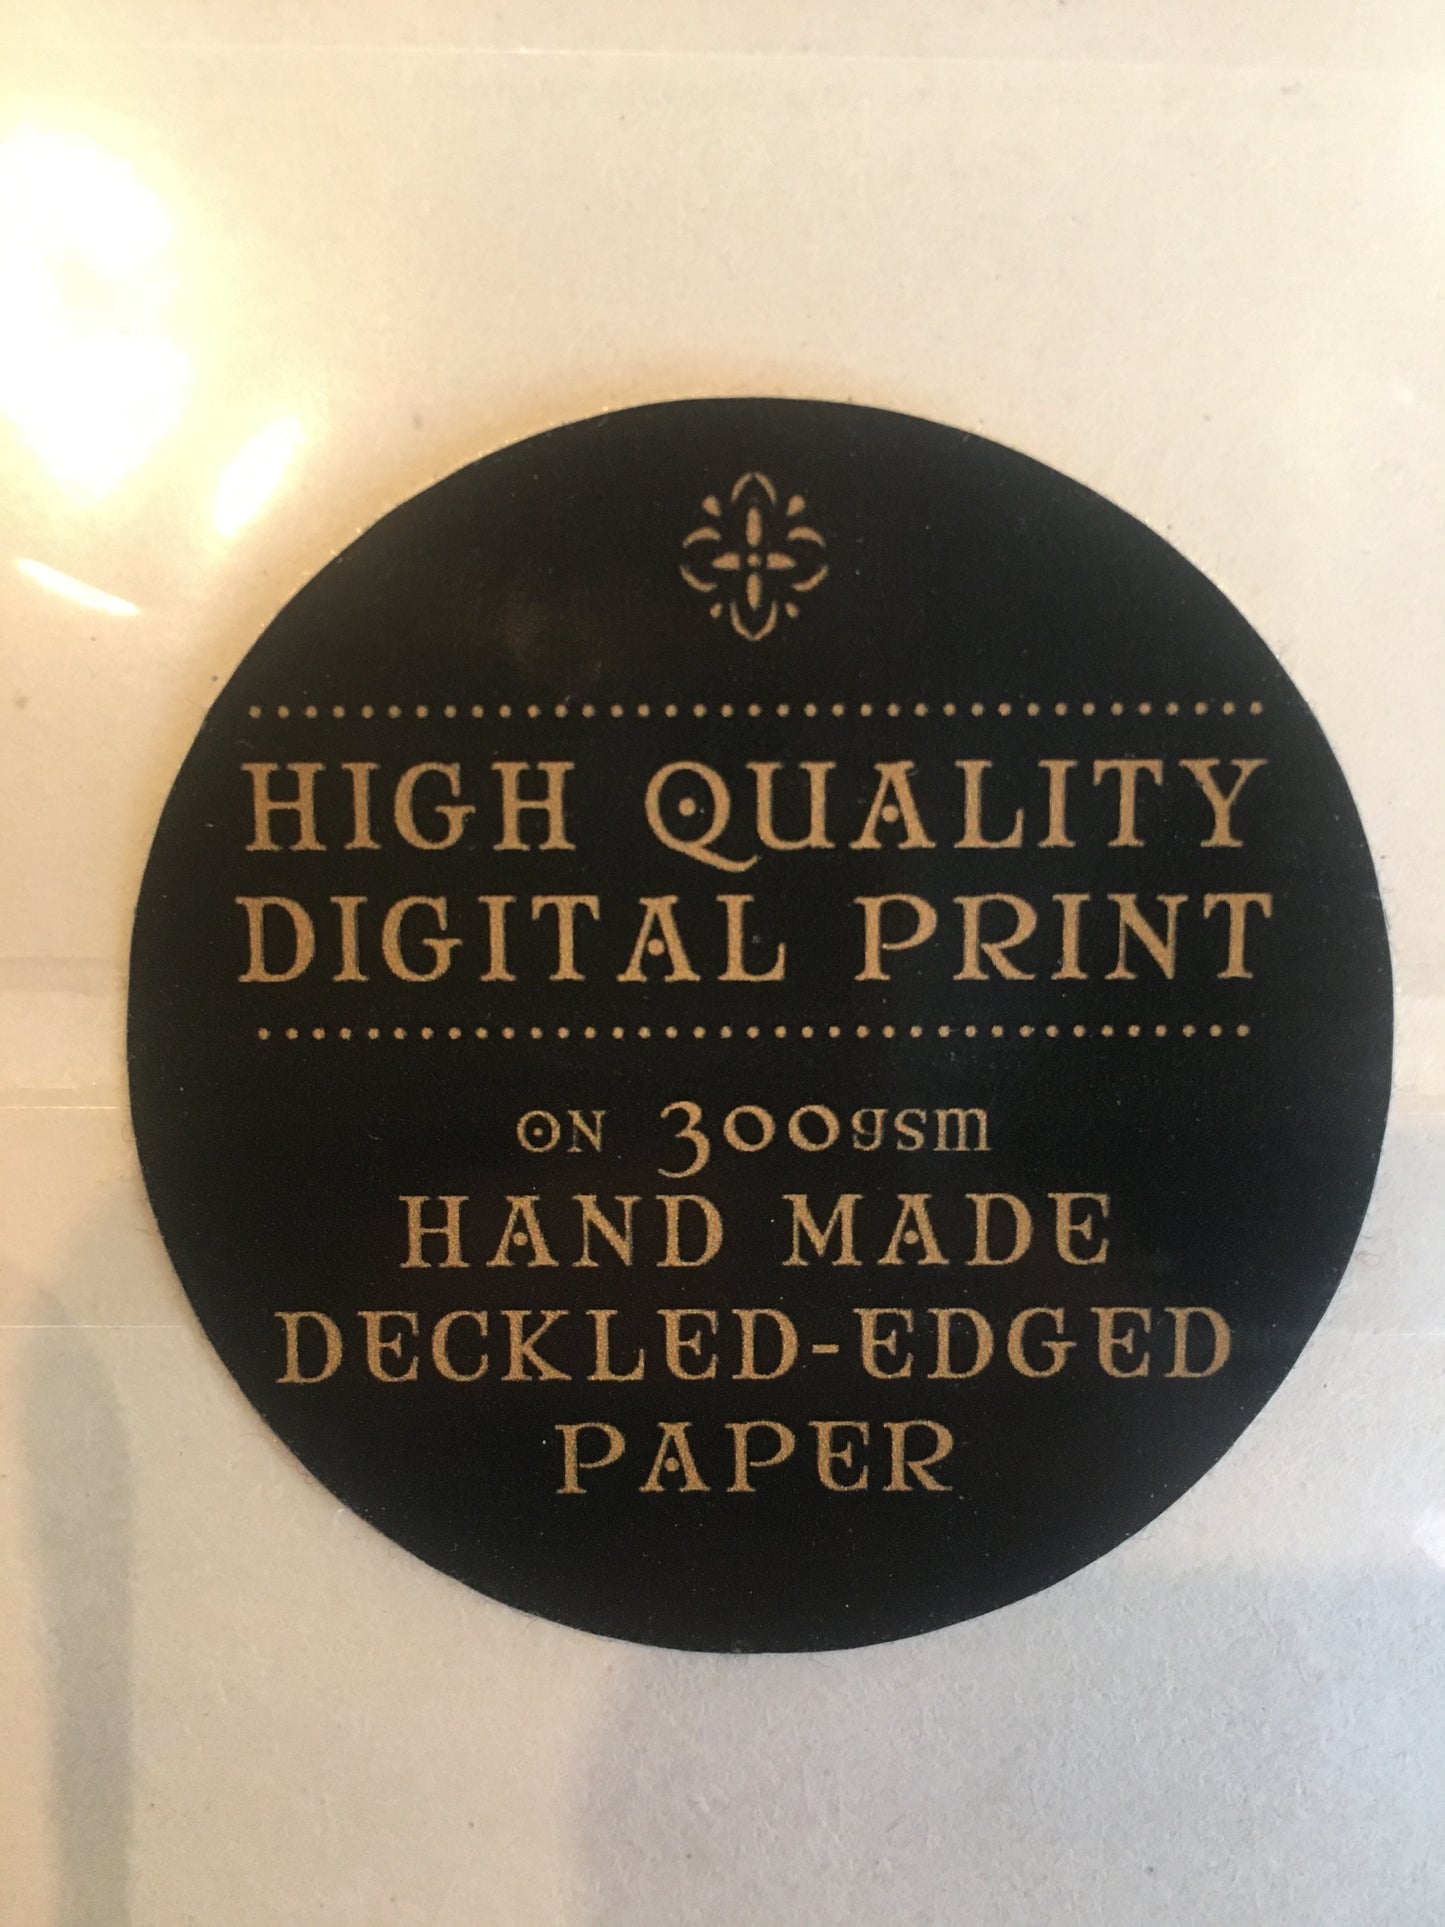 HIGH QUALITY
DIGITAL PRINT
ON 300gsm
HAND MADE
DECKLED-EDGED
PAPER